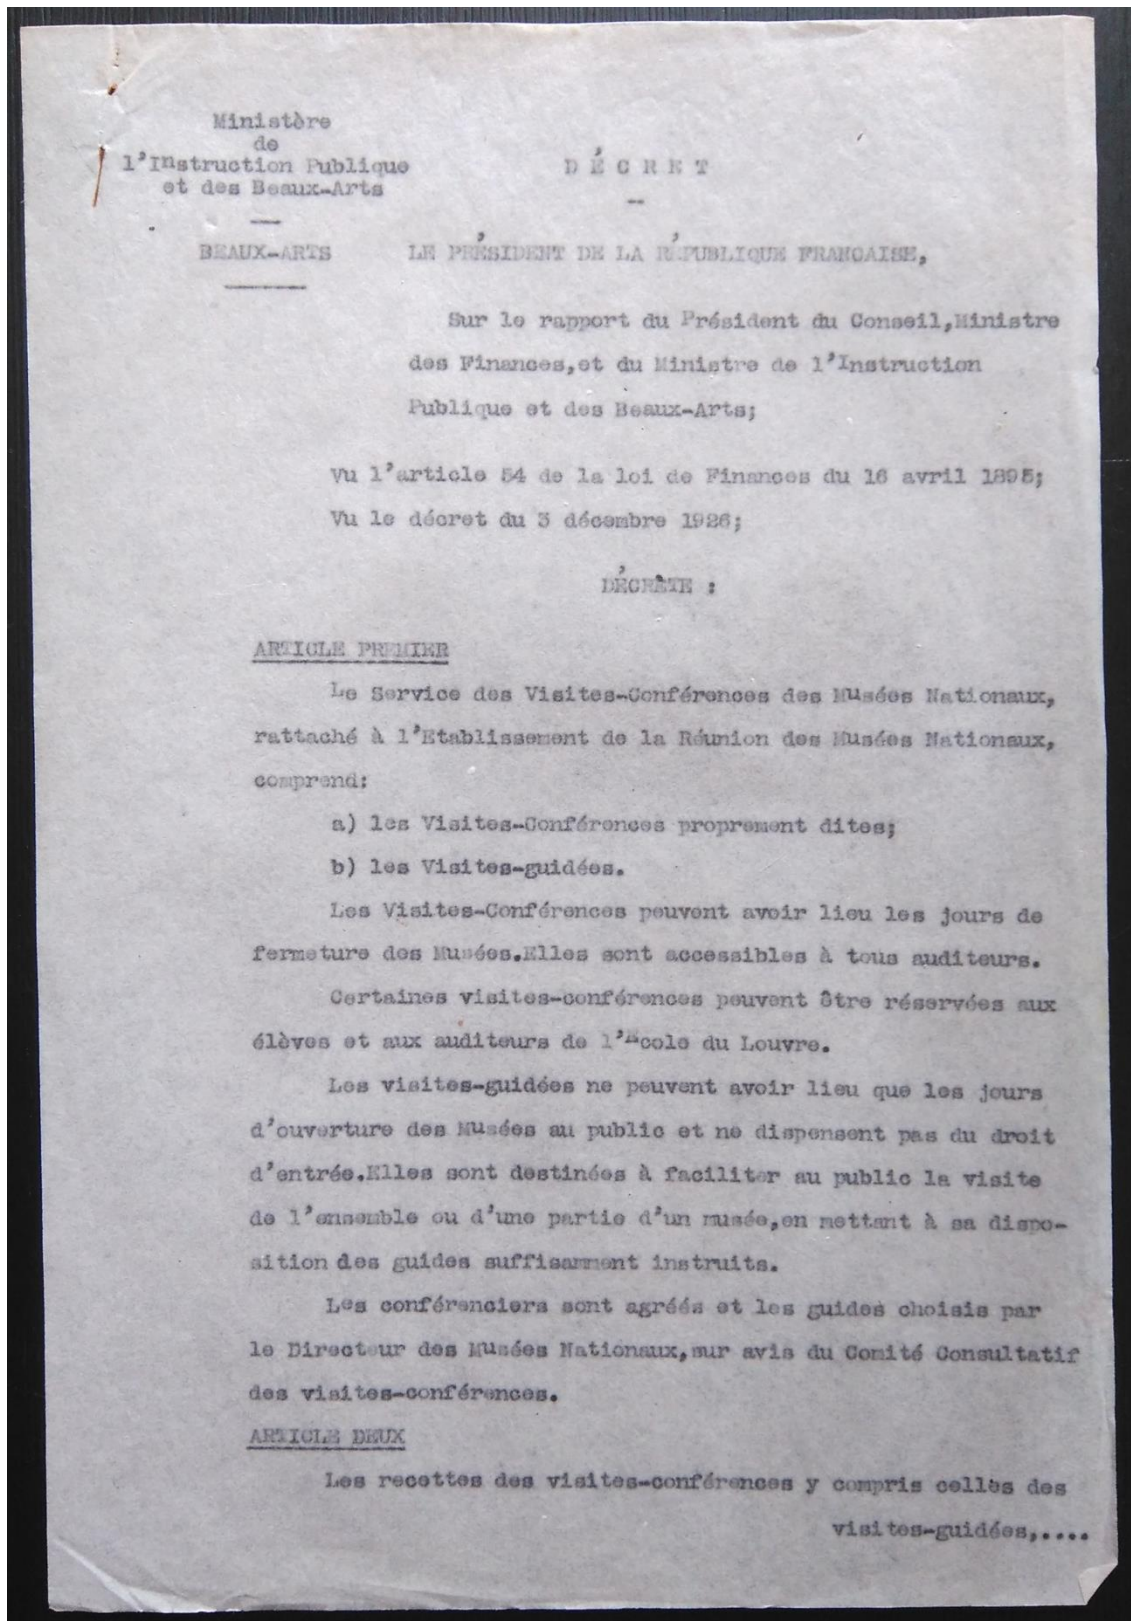 Ministère
de
l'Instruction Publique
et des Beaux-Arts
DÉCRET
BEAUX-ARTS
LE PRÉSIDENT DE LA RÉPUBLIQUE FRANCAISE,
Sur le rapport du Président du Conseil,Ministre
des Finances,et du Ministre de l'Instruction
Publique et des Beaux-Arts;
Vu l'article 54 de la loi de Finances du 16 avril 1895;
Vu le décret du 3 décembre 1926;
DÉCRÈTE :
ARTICLE PREMIER
Le Service des Visites-Conférences des Musées Nationaux,
rattaché à l'Etablissement de la Réunion des Musées Nationaux,
comprend:
a) les Visites-Conférences proprement dites;
b) les Visites-guidées.
Les Visites-Conférences peuvent avoir lieu les jours de
fermeture des Musées.Elles sont accessibles à tous auditeurs.
Certaines visites-conférences peuvent être réservées aux
élèves et aux auditeurs de l'Ecole du Louvre.
Les visites-guidées ne peuvent avoir lieu que les jours
d'ouverture des Musées au public et ne dispensent pas du droit
d'entrée.Elles sont destinées à faciliter au public la visite
de l'ensemble ou d'une partie d'un musée,en mettant à sa dispo-
sition des guides suffisamment instruits.
Les conférenciers sont agréés et les guides choisis par
le Directeur des Musées Nationaux,sur avis du Comité Consultatif
des visites-conférences.
ARTICLE DEUX
Les recettes des visites-conférences y compris celles des
visites-guidées,....